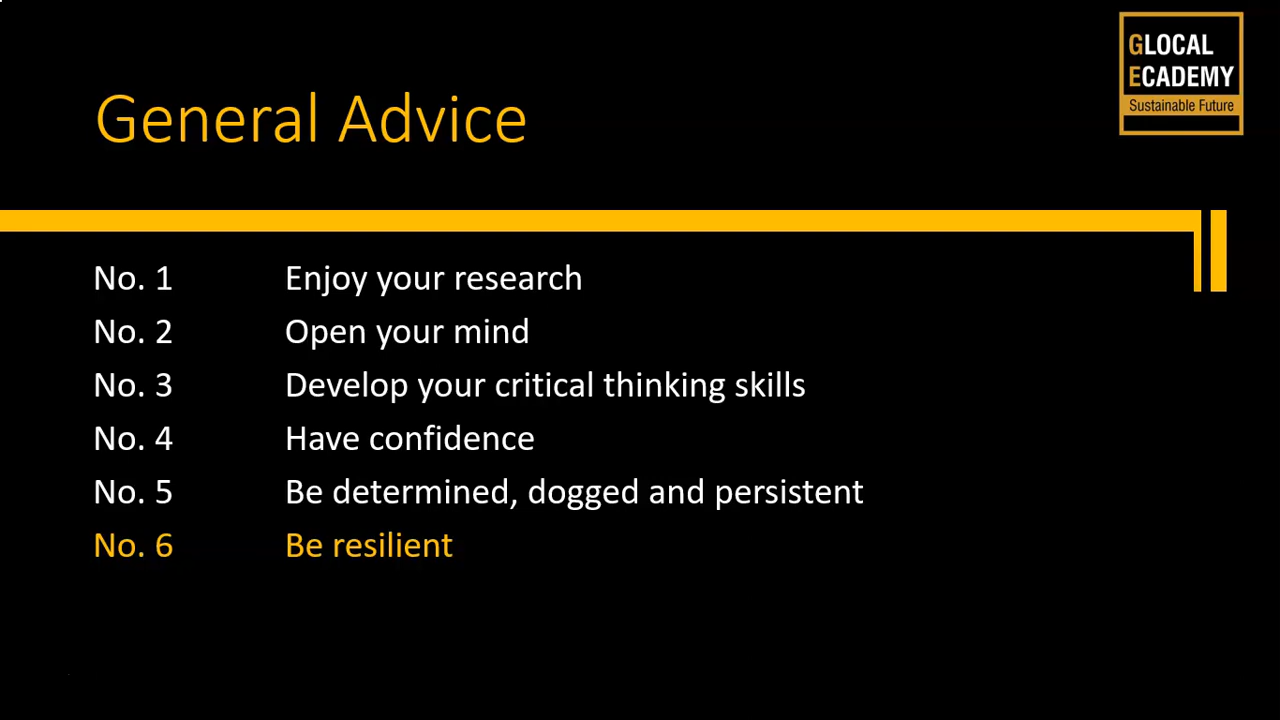 GLOCAL
ECADEMY
Sustainable Future
General Advice
No. 1 Enjoy your research
No. 2 Open your mind
No. 3 Develop your critical thinking skills
No. 4 Have confidence
No. 5 Be determined, dogged and persistent
No. 6 Be resilient